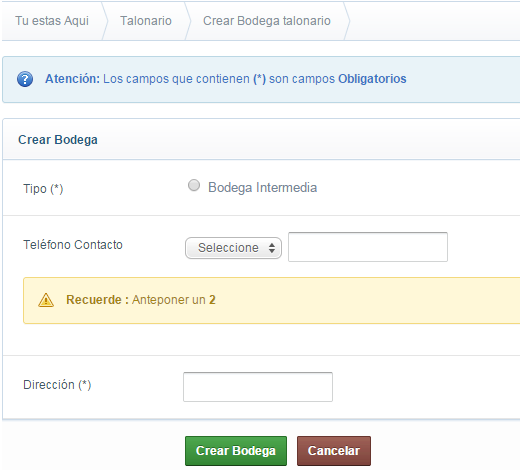 Tu estas Aqui Talonario Crear Bodega talonario
? Atención: Los campos que contienen (*) son campos Obligatorios
Crear Bodega
Tipo (*) Bodega Intermedia
Teléfono Contacto Seleccione
Recuerde : Anteponer un 2
Dirección (*)
Crear Bodega Cancelar